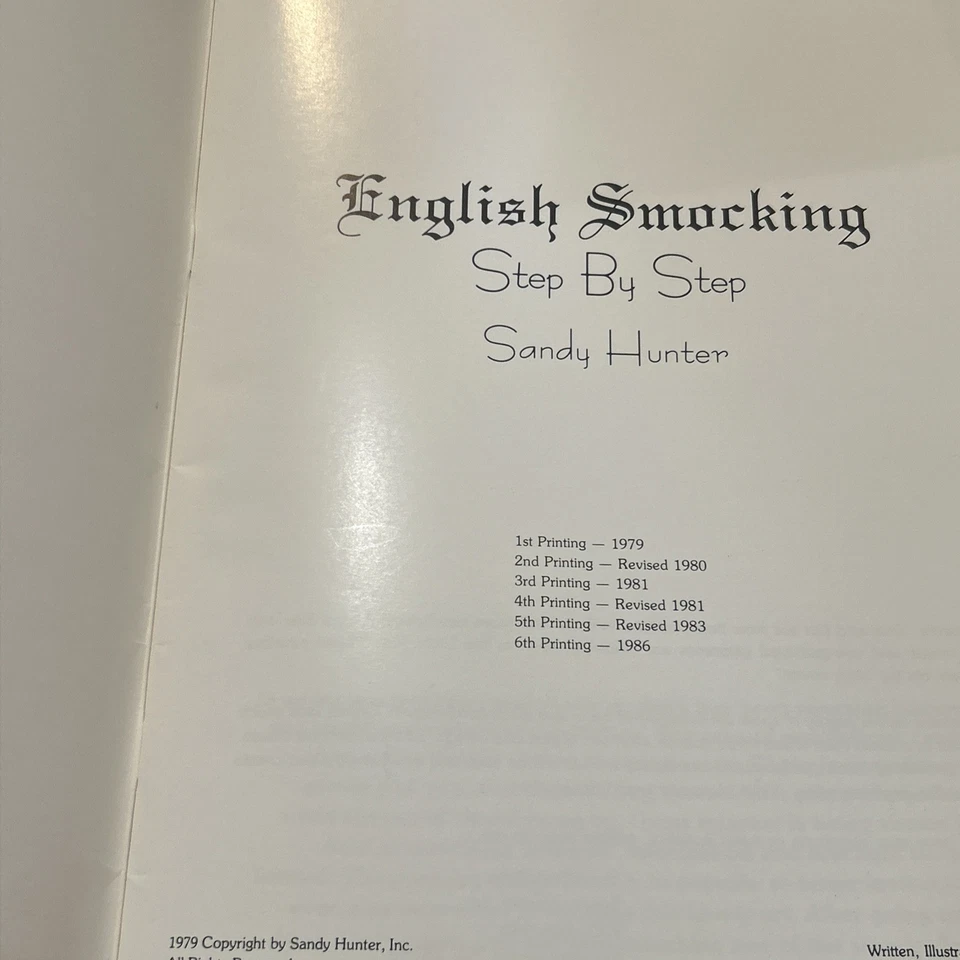 English Smocking
Step By Step
Sandy Hunter
1st Printing — 1979
2nd Printing — Revised 1980
3rd Printing — 1981
4th Printing — Revised 1981
5th Printing — Revised 1983
6th Printing — 1986
1979 Copyright by Sandy Hunter, Inc.
Written,